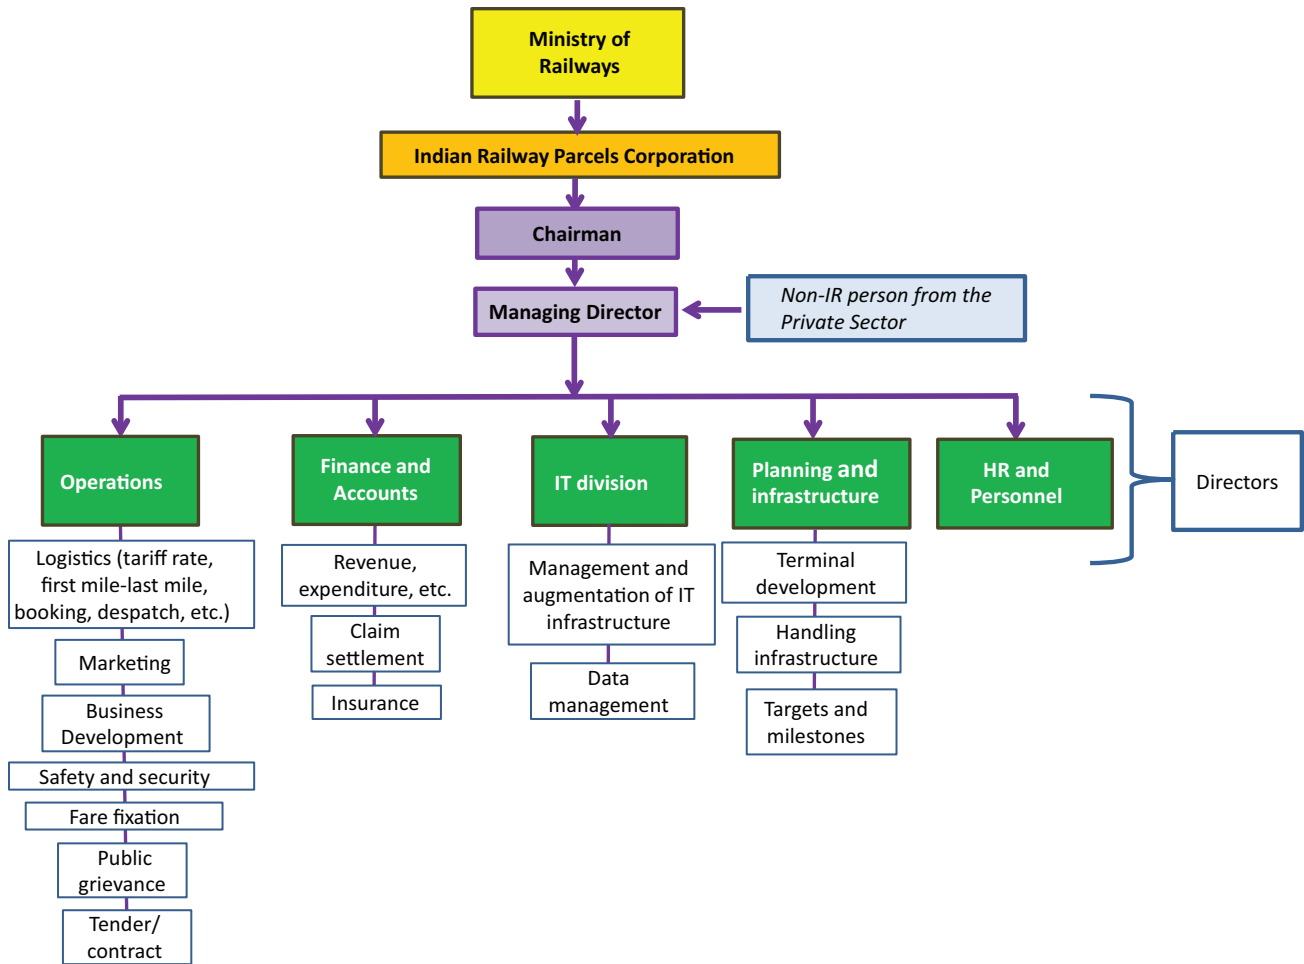 Ministry of
Railways
Indian Railway Parcels Corporation
Chairman
Managing Director
Non-IR person from the
Private Sector
Operations
Finance and
Accounts
IT division
Planning and
infrastructure
HR and
Personnel
Directors
Logistics (tariff rate,
first mile-last mile,
booking, despatch, etc.)
Marketing
Business
Development
Safety and security
Fare fixation
Public
grievance
Tender/
contract
Revenue,
expenditure, etc.
Claim
settlement
Insurance
Management and
augmentation of IT
infrastructure
Data
management
Terminal
development
Handling
infrastructure
Targets and
milestones